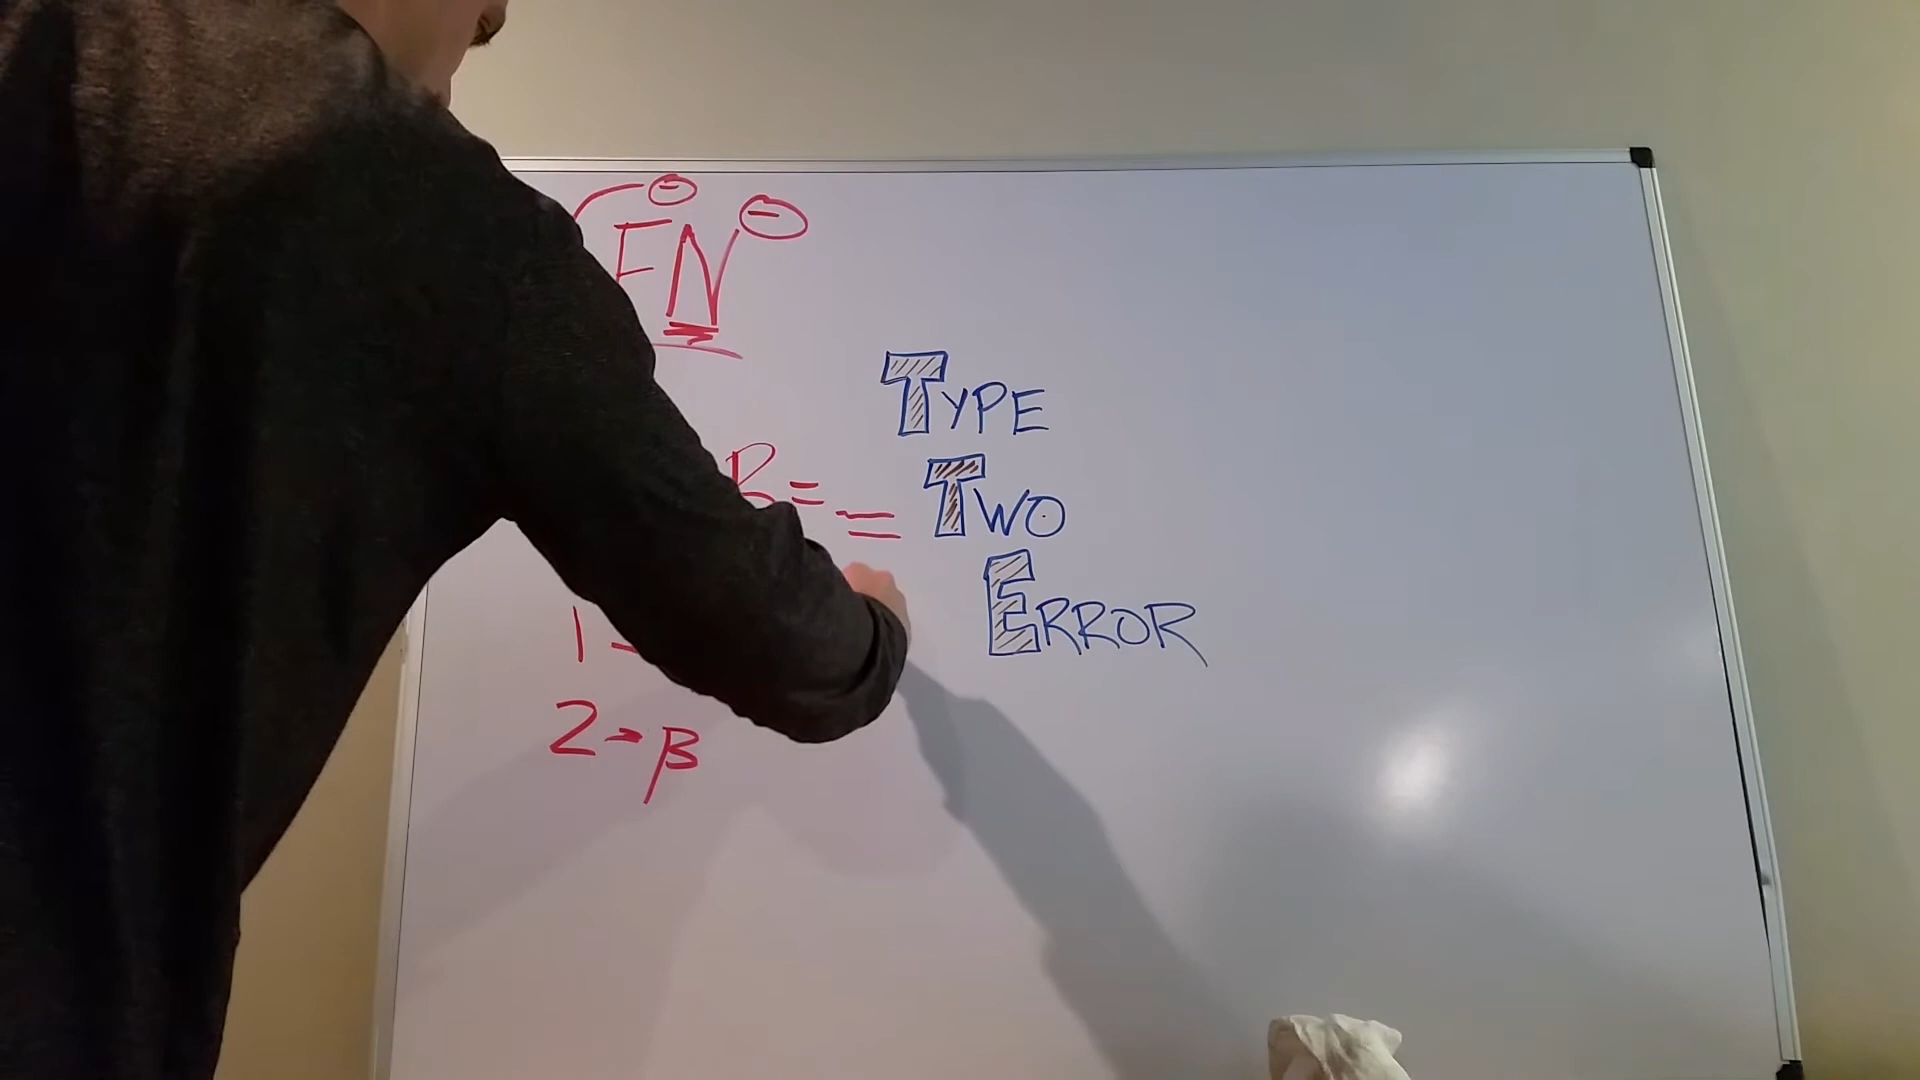 FN
TYPE
B = = TWO
ERROR
1 -
2 → β